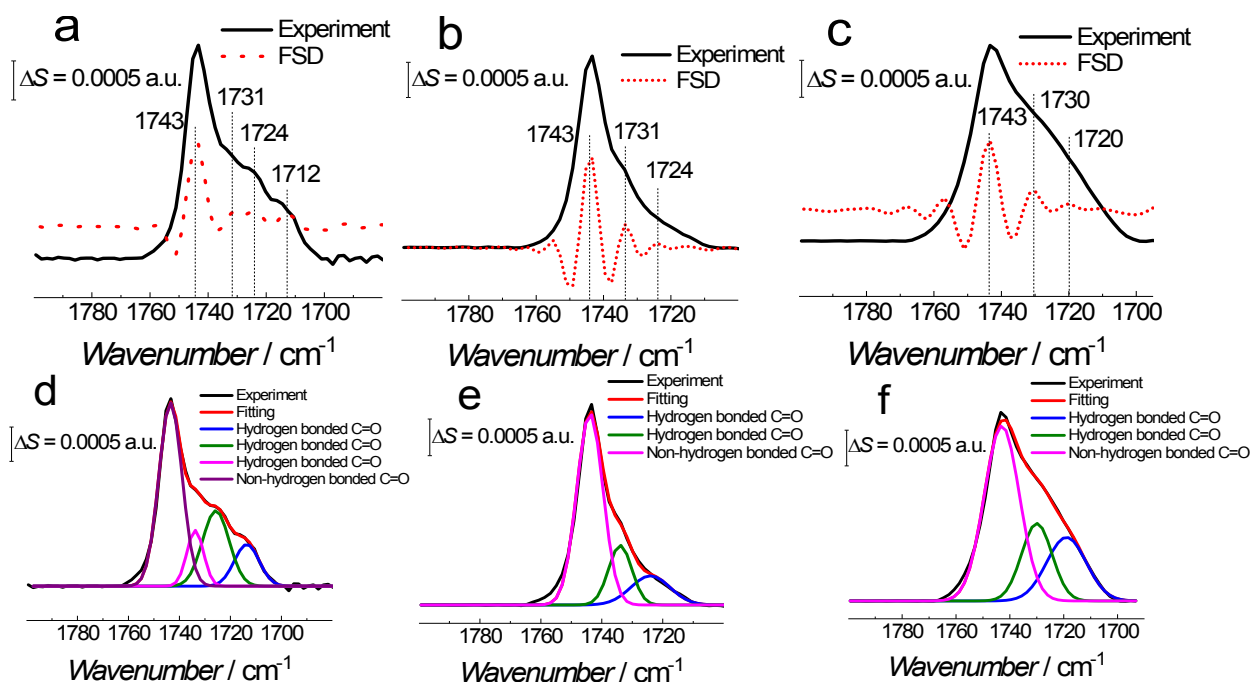 a
Experiment
FSD
ΔS = 0.0005 a.u.
1743
1731
1724
1712
1780 1760 1740 1720 1700
Wavenumber / cm⁻¹
b
Experiment
FSD
ΔS = 0.0005 a.u.
1743
1731
1724
1780 1760 1740 1720
Wavenumber / cm⁻¹
c
Experiment
FSD
ΔS = 0.0005 a.u.
1743
1730
1720
1780 1760 1740 1720 1700
Wavenumber / cm⁻¹
d
Experiment
Fitting
Hydrogen bonded C=O
Hydrogen bonded C=O
Hydrogen bonded C=O
Non-hydrogen bonded C=O
ΔS = 0.0005 a.u.
1780 1760 1740 1720 1700
Wavenumber / cm⁻¹
e
Experiment
Fitting
Hydrogen bonded C=O
Hydrogen bonded C=O
Non-hydrogen bonded C=O
ΔS = 0.0005 a.u.
1780 1760 1740 1720
Wavenumber / cm⁻¹
f
Experiment
Fitting
Hydrogen bonded C=O
Hydrogen bonded C=O
Non-hydrogen bonded C=O
ΔS = 0.0005 a.u.
1780 1760 1740 1720 1700
Wavenumber / cm⁻¹